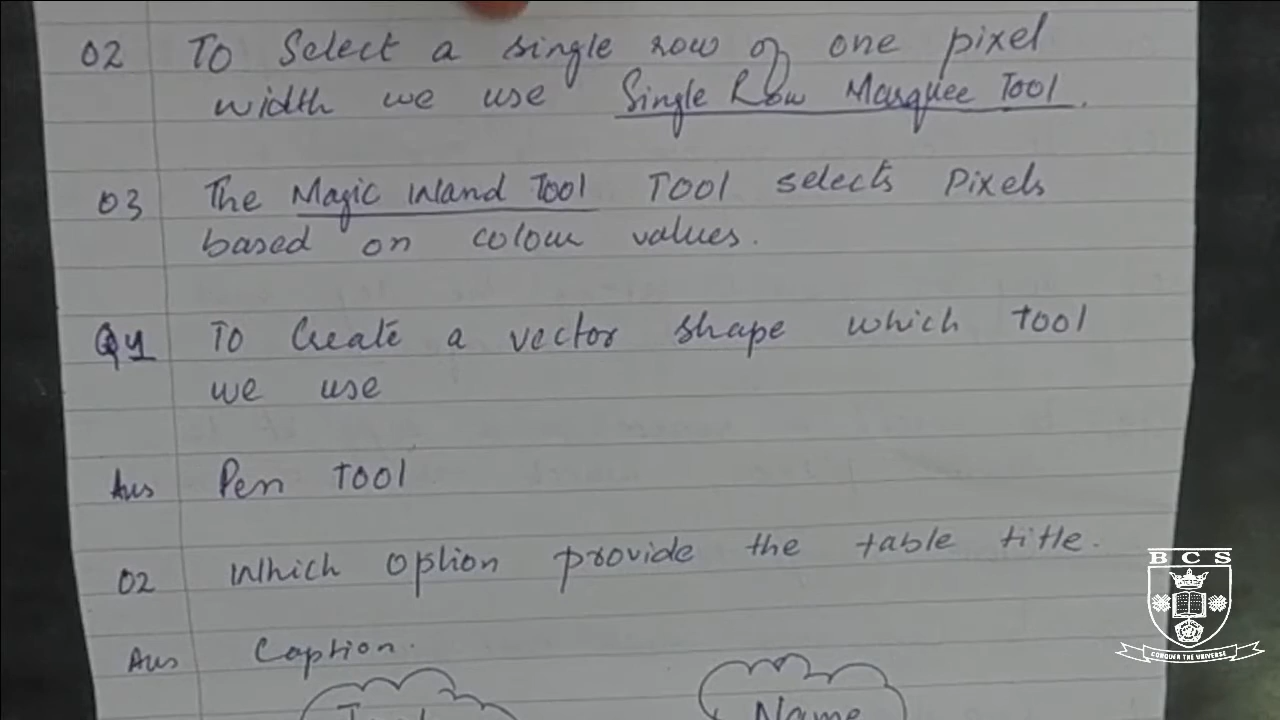 02 To Select a single row of one pixel
width we use Single Row Marquee Tool.
03 The Magic Wand Tool Tool selects Pixels
based on colour values.
Q1 To Create a vector shape which tool
we use
Ans Pen Tool
02 Which option provide the table title.
Ans Caption.
Name
BCS
CONQUER THE UNIVERSE